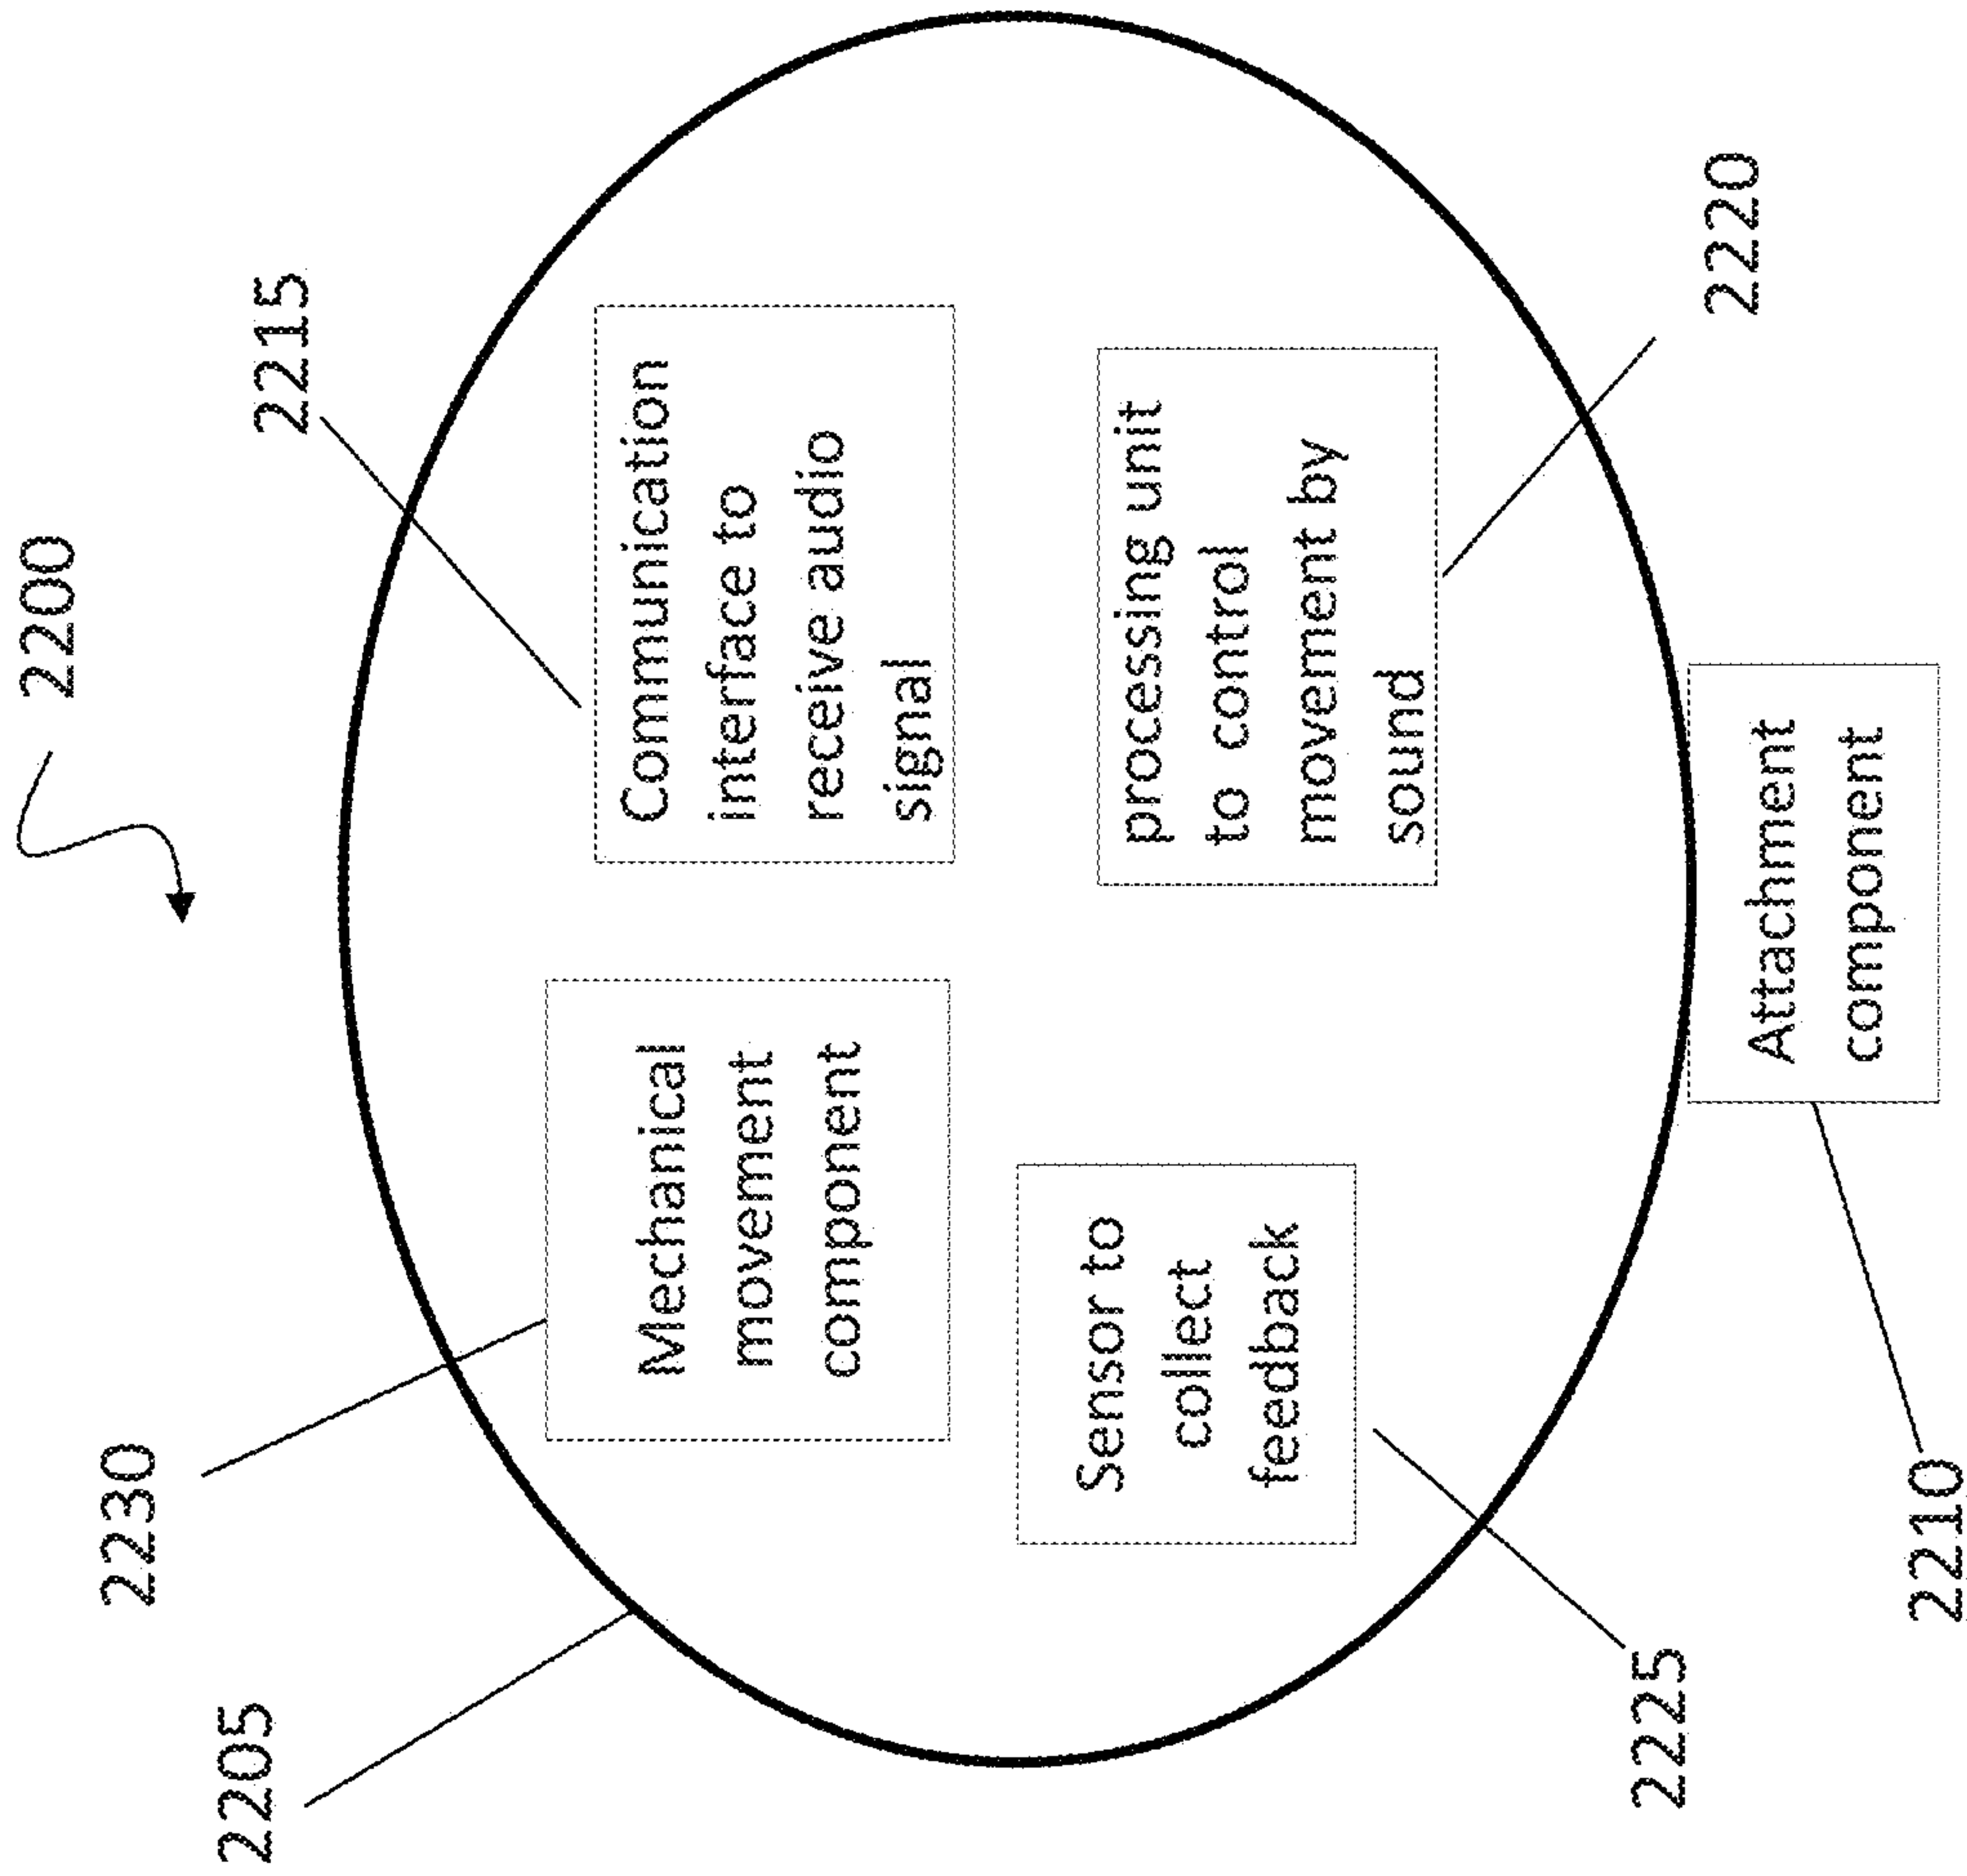 2200
2215
2230
2205
Mechanical
movement
component
Communication
interface to
receive audio
signal
Sensor to
collect
feedback
processing unit
to control
movement by
sound
2220
2225
Attachment
component
2210